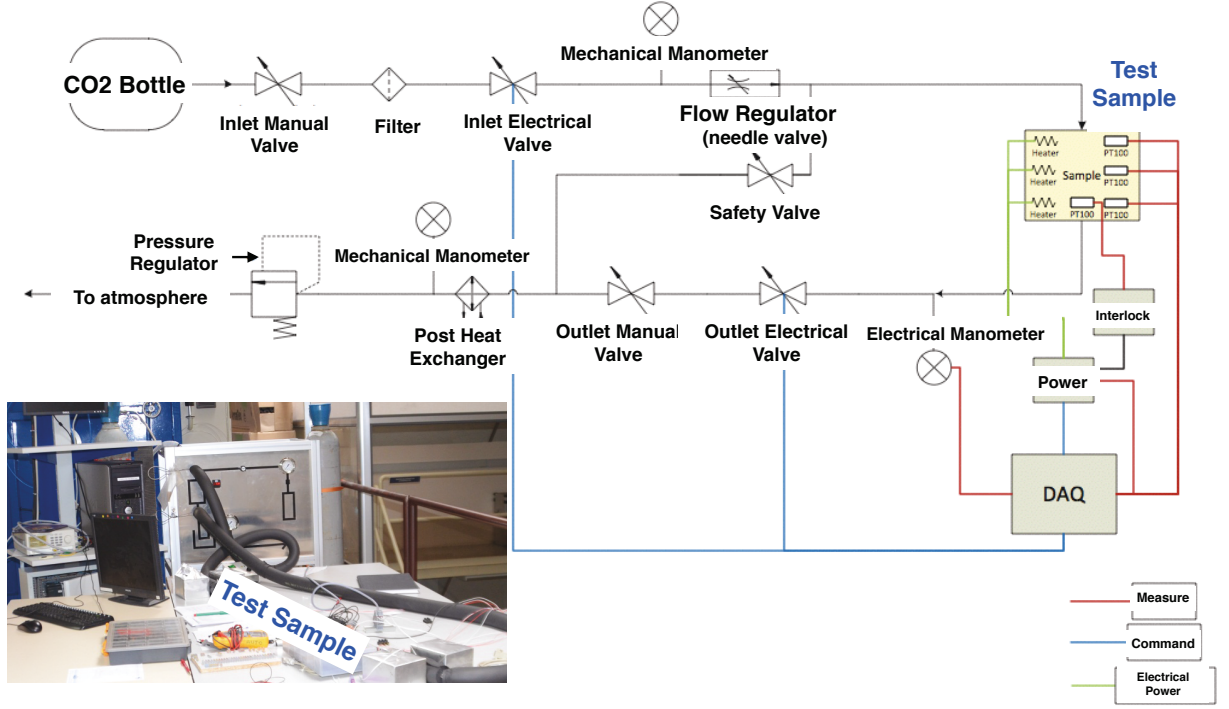 Mechanical Manometer
CO2 Bottle
Test
Sample
Inlet Manual
Valve
Filter
Inlet Electrical
Valve
Flow Regulator
(needle valve)
Heater
PT100
Heater
Sample
PT100
Heater
PT100
PT100
Safety Valve
Pressure
Regulator
Mechanical Manometer
To atmosphere
Interlock
Post Heat
Exchanger
Outlet Manual
Valve
Outlet Electrical
Valve
Electrical Manometer
Power
DAQ
Test Sample
Measure
Command
Electrical
Power